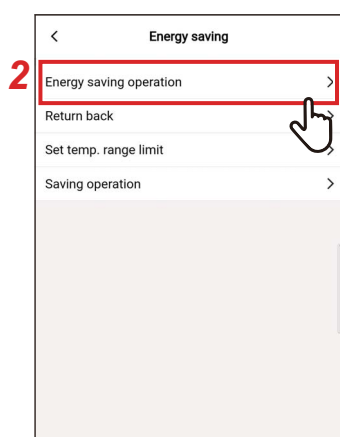 Energy saving
2
Energy saving operation
Return back
Set temp. range limit
Saving operation